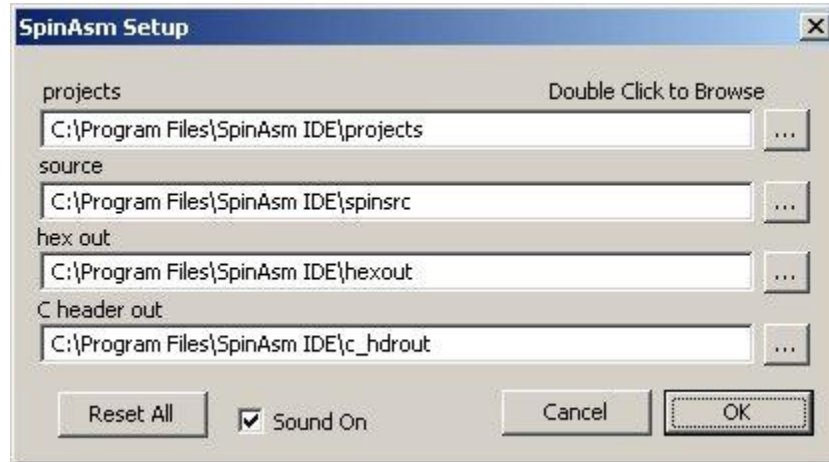 SpinAsm Setup
projects Double Click to Browse
C:\Program Files\SpinAsm IDE\projects ...
source
C:\Program Files\SpinAsm IDE\spinsrc ...
hex out
C:\Program Files\SpinAsm IDE\hexout ...
C header out
C:\Program Files\SpinAsm IDE\c_hdrout ...
Reset All Sound On Cancel OK